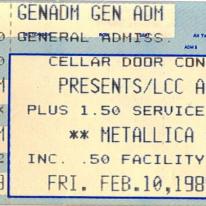 GENADM GEN ADM
GENERAL ADMISS.
CELLAR DOOR CON
PRESENTS/LCC A
PLUS 1.50 SERVICE
** METALLICA
INC. .50 FACILITY
FRI. FEB.10,198